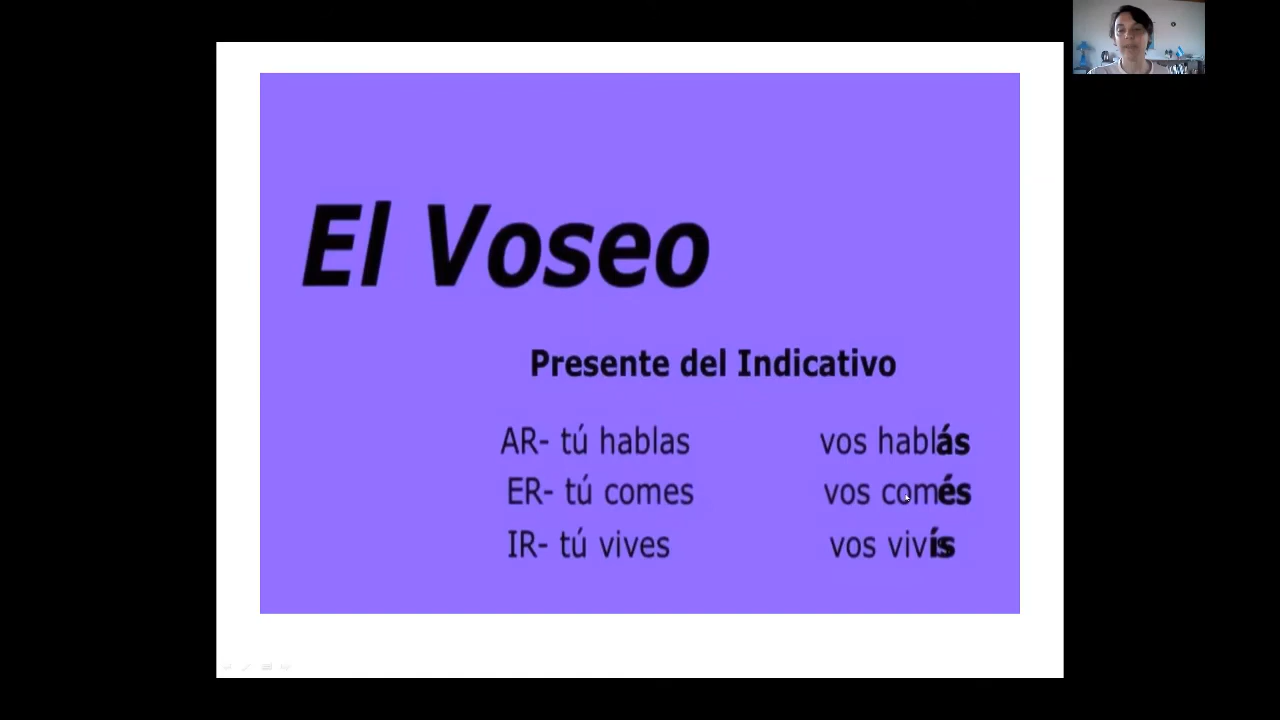 El Voseo
Presente del Indicativo
AR- tú hablas vos hablás
ER- tú comes vos comés
IR- tú vives vos vivís